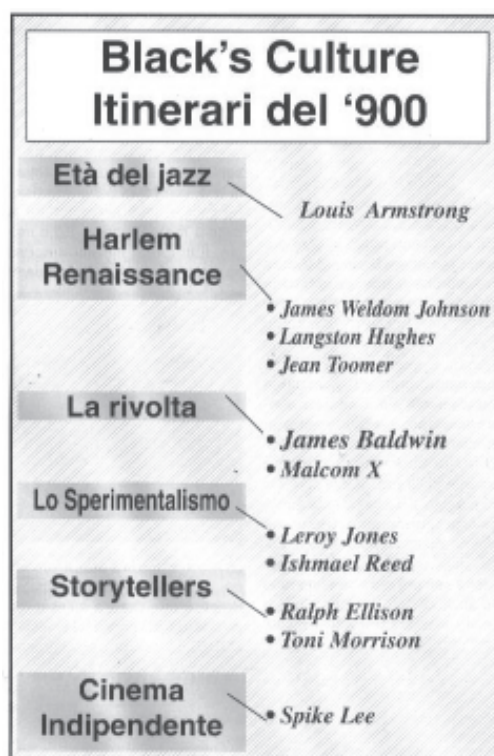 Black's Culture
Itinerari del '900
Età del jazz
Louis Armstrong
Harlem
Renaissance
• James Weldom Johnson
• Langston Hughes
• Jean Toomer
La rivolta
• James Baldwin
• Malcom X
Lo Sperimentalismo
• Leroy Jones
• Ishmael Reed
Storytellers
• Ralph Ellison
• Toni Morrison
Cinema
Indipendente
• Spike Lee